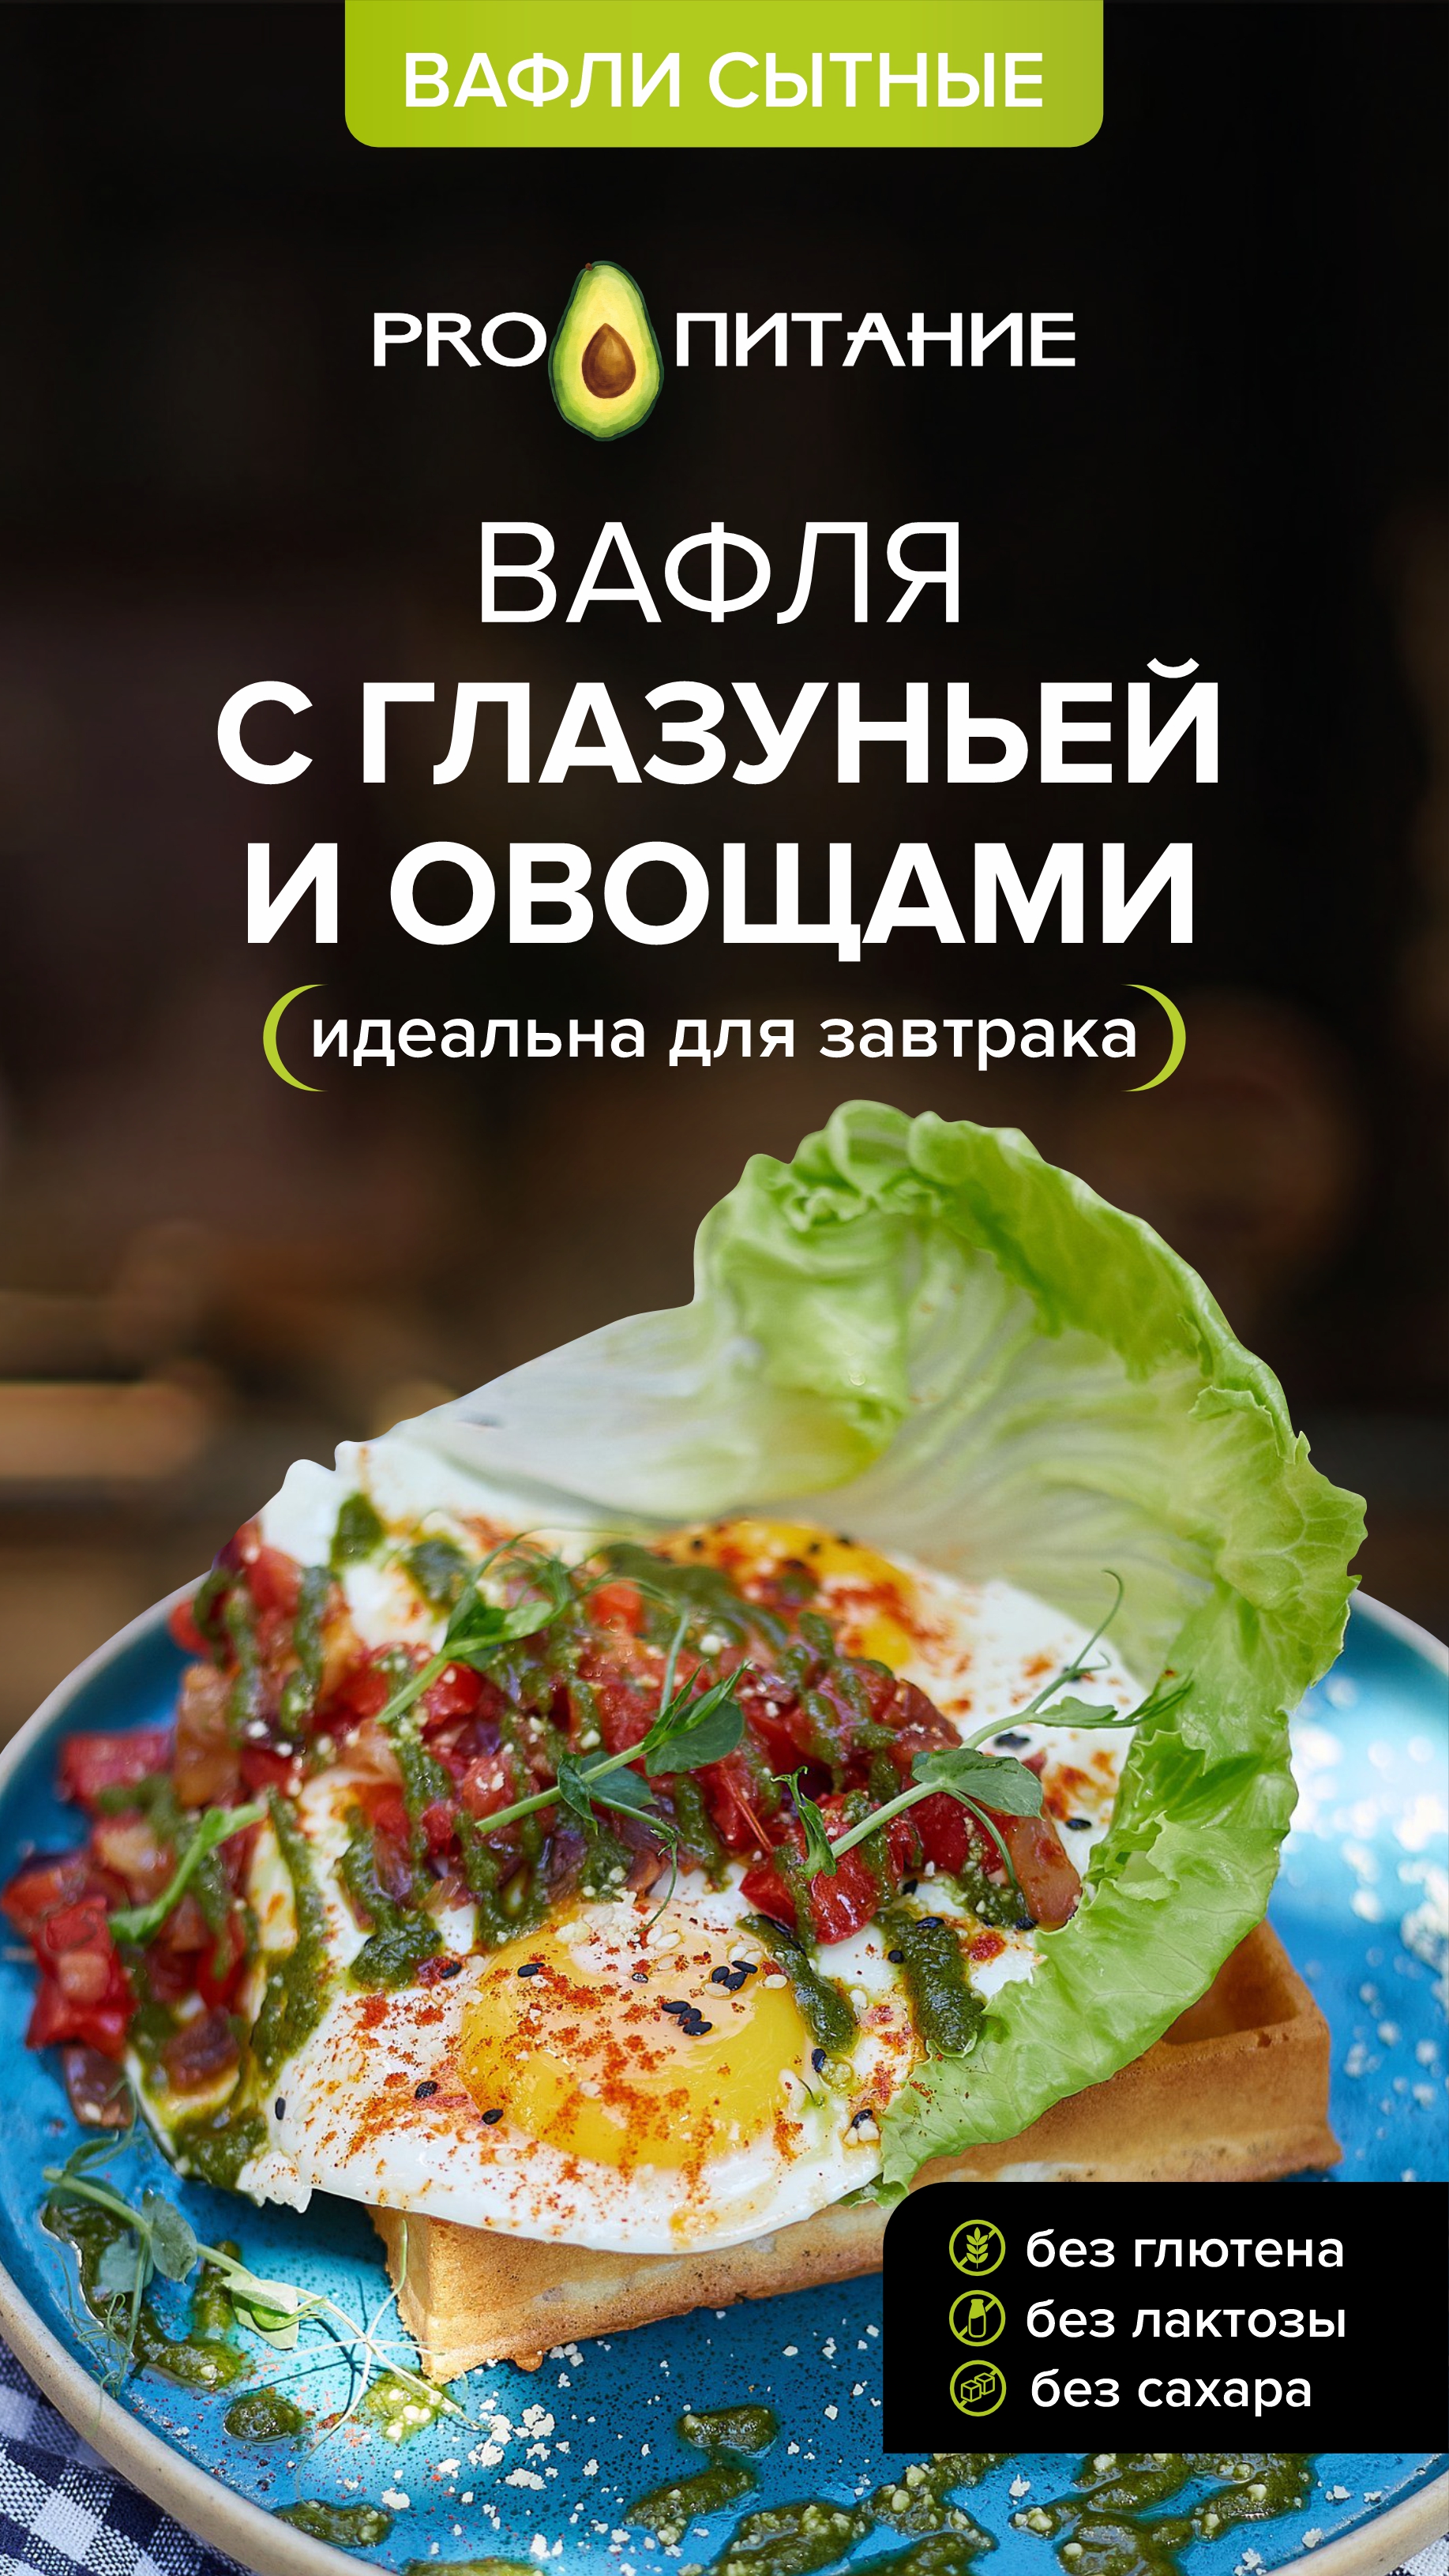 ВАФЛИ СЫТНЫЕ
PRO ПИТАНИЕ
ВАФЛЯ
С ГЛАЗУНЬЕЙ
И ОВОЩАМИ
(идеальна для завтрака)
без глютена
без лактозы
без сахара